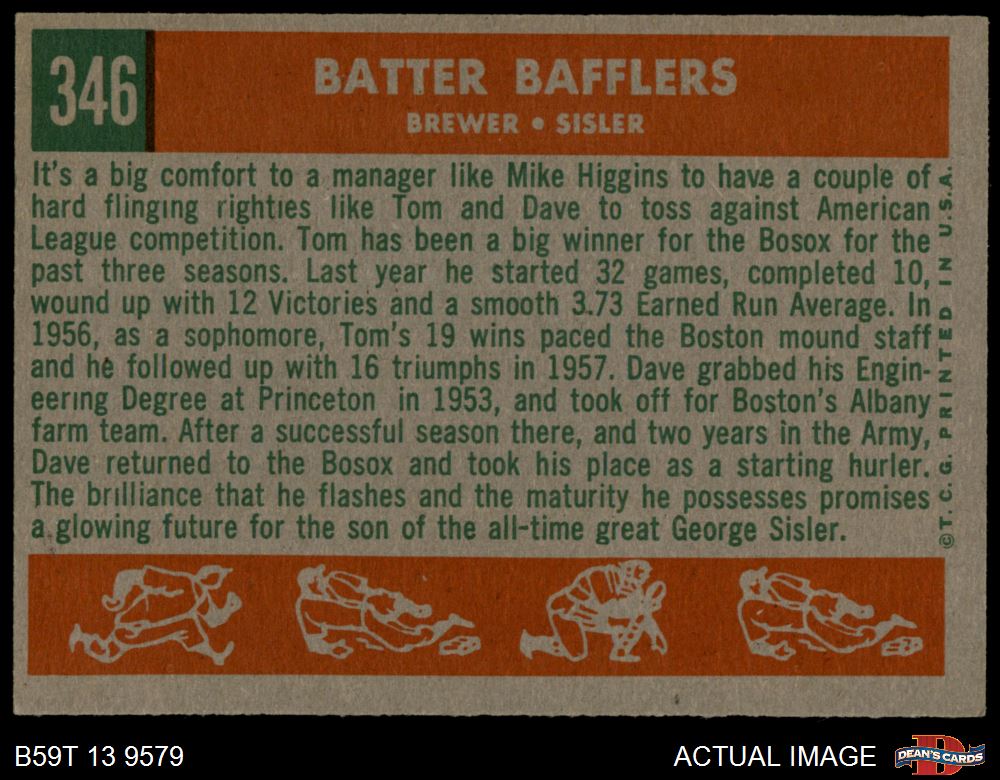 346
BATTER BAFFLERS
BREWER • SISLER
It's a big comfort to a manager like Mike Higgins to have a couple of
hard flinging righties like Tom and Dave to toss against American
League competition. Tom has been a big winner for the Bosox for the
past three seasons. Last year he started 32 games, completed 10,
wound up with 12 Victories and a smooth 3.73 Earned Run Average. In
1956, as a sophomore, Tom's 19 wins paced the Boston mound staff
and he followed up with 16 triumphs in 1957. Dave grabbed his Engin-
eering Degree at Princeton in 1953, and took off for Boston's Albany
farm team. After a successful season there, and two years in the Army,
Dave returned to the Bosox and took his place as a starting hurler.
The brilliance that he flashes and the maturity he possesses promises
a glowing future for the son of the all-time great George Sisler.
©T. C. G. PRINTED IN U.S.A.
B59T 13 9579
ACTUAL IMAGE
D
DEAN'S CARDS